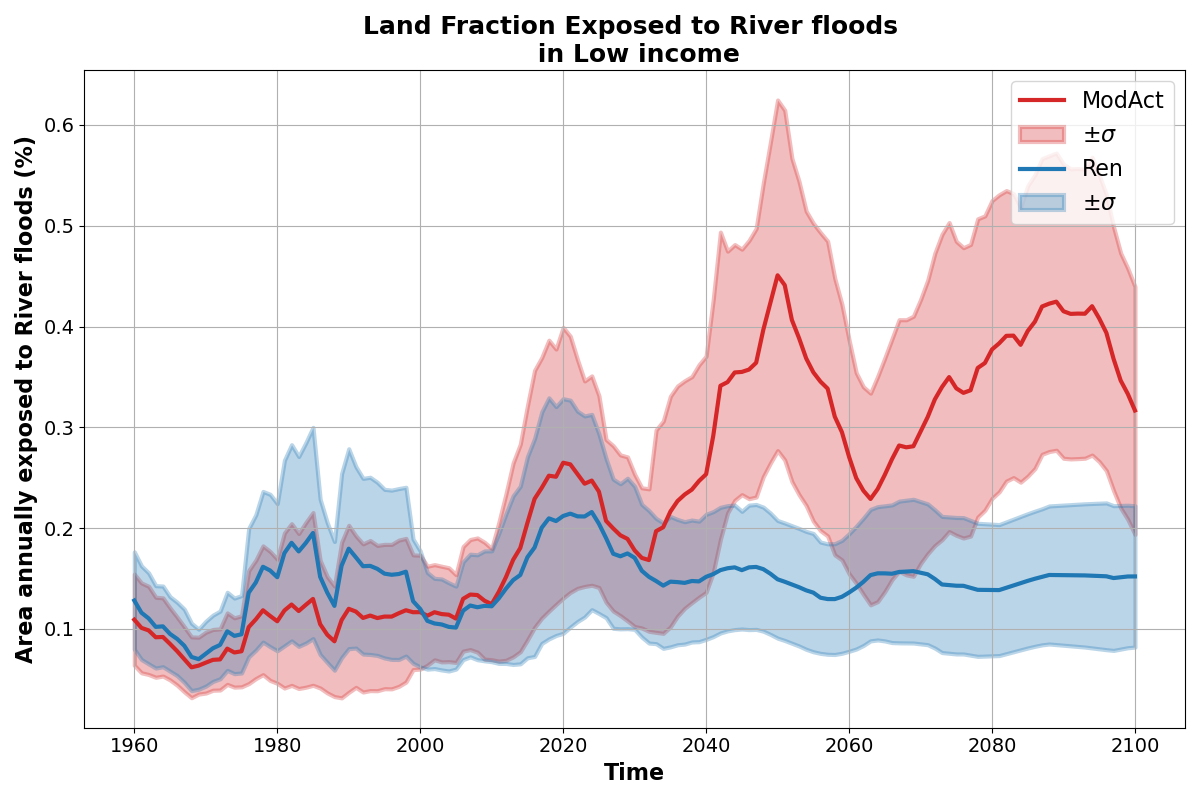 Land Fraction Exposed to River floods
in Low income
Area annually exposed to River floods (%)
0.6
0.5
0.4
0.3
0.2
0.1
1960 1980 2000 2020 2040 2060 2080 2100
Time
ModAct
±σ
Ren
±σ